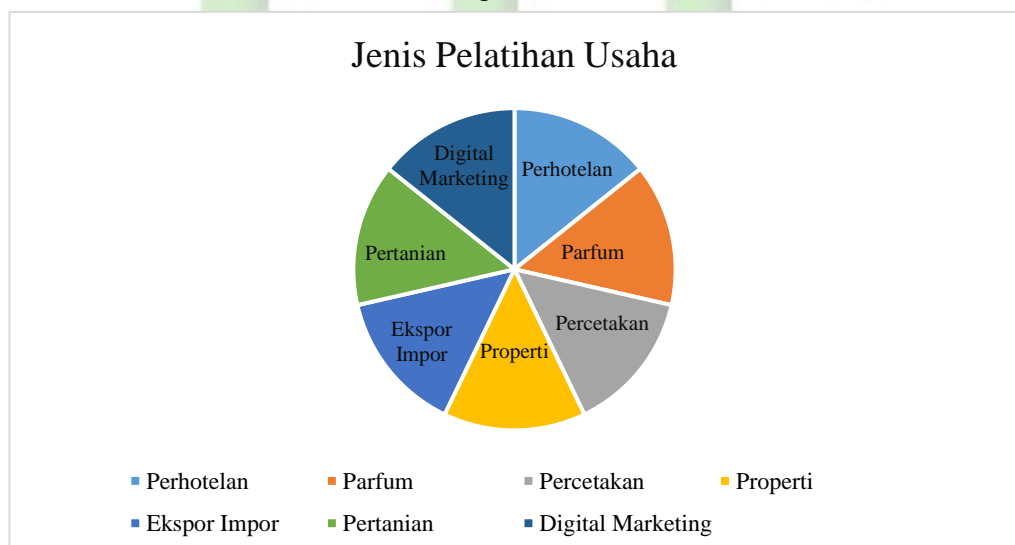 Jenis Pelatihan Usaha
Digital
Marketing
Perhotelan
Pertanian
Parfum
Ekspor
Impor
Properti
Percetakan
Perhotelan
Parfum
Percetakan
Properti
Ekspor Impor
Pertanian
Digital Marketing